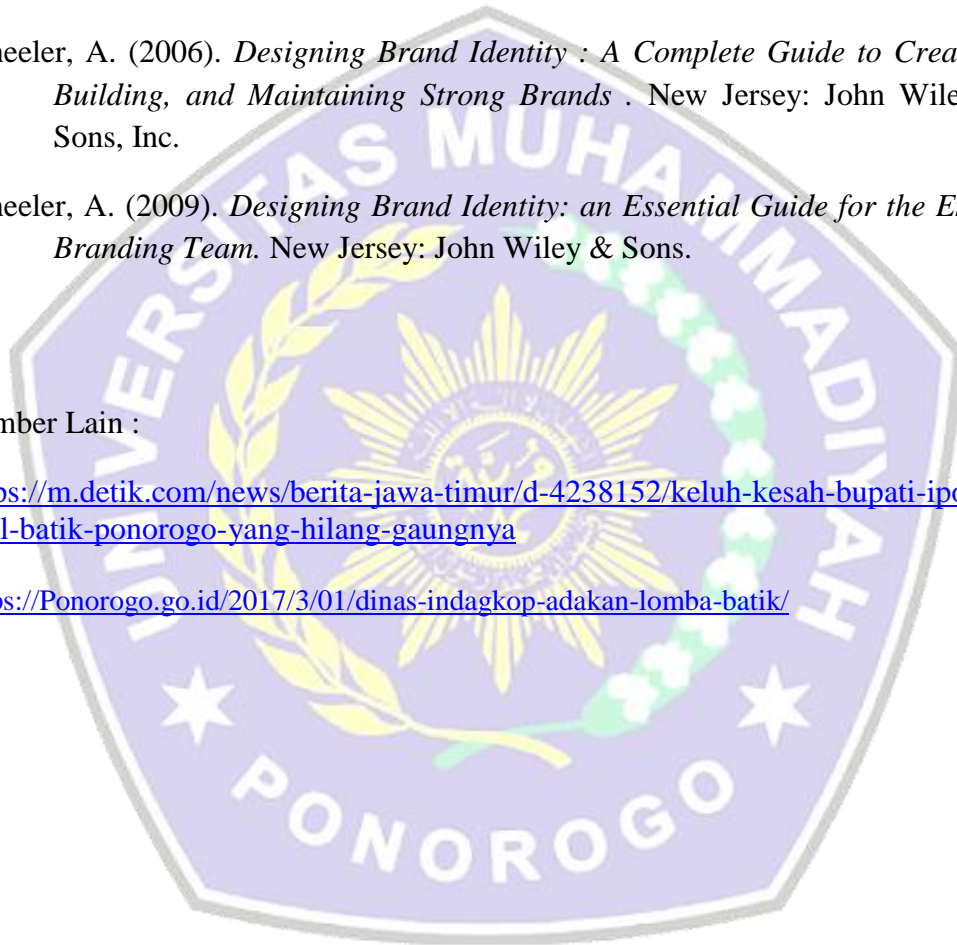 heeler, A. (2006). Designing Brand Identity : A Complete Guide to Crea
Building, and Maintaining Strong Brands . New Jersey: John Wile
Sons, Inc.
heeler, A. (2009). Designing Brand Identity: an Essential Guide for the E
Branding Team. New Jersey: John Wiley & Sons.
mber Lain :
ps://m.detik.com/news/berita-jawa-timur/d-4238152/keluh-kesah-bupati-ipo
l-batik-ponorogo-yang-hilang-gaungnya
os://Ponorogo.go.id/2017/3/01/dinas-indagkop-adakan-lomba-batik/
UNIVERSITAS MUHAMMADIYAH
PONOROGO